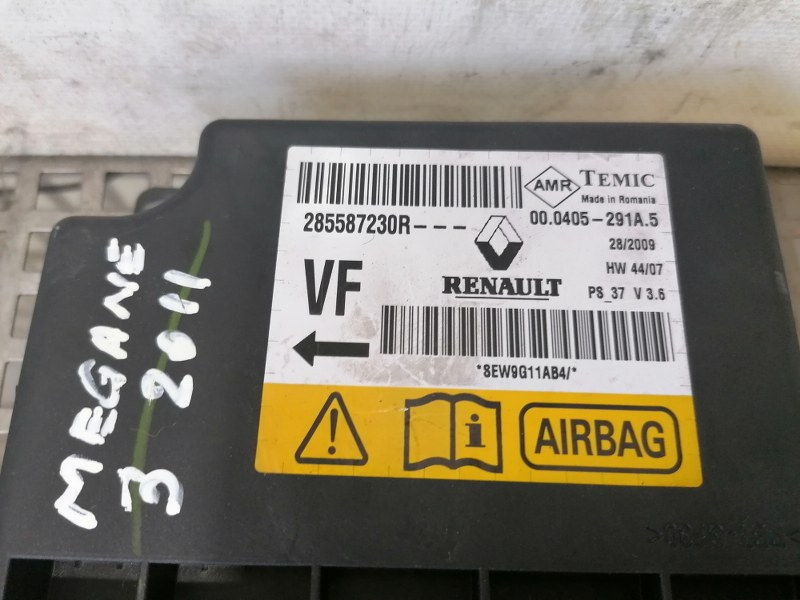 AMR TEMIC
Made in Romania
285587230R---
00.0405-291A.5
28/2009
VF
RENAULT
HW 44/07
PS_37 V 3.6
*8EW9G11AB4/*
i
AIRBAG
MEGANE
3 2011